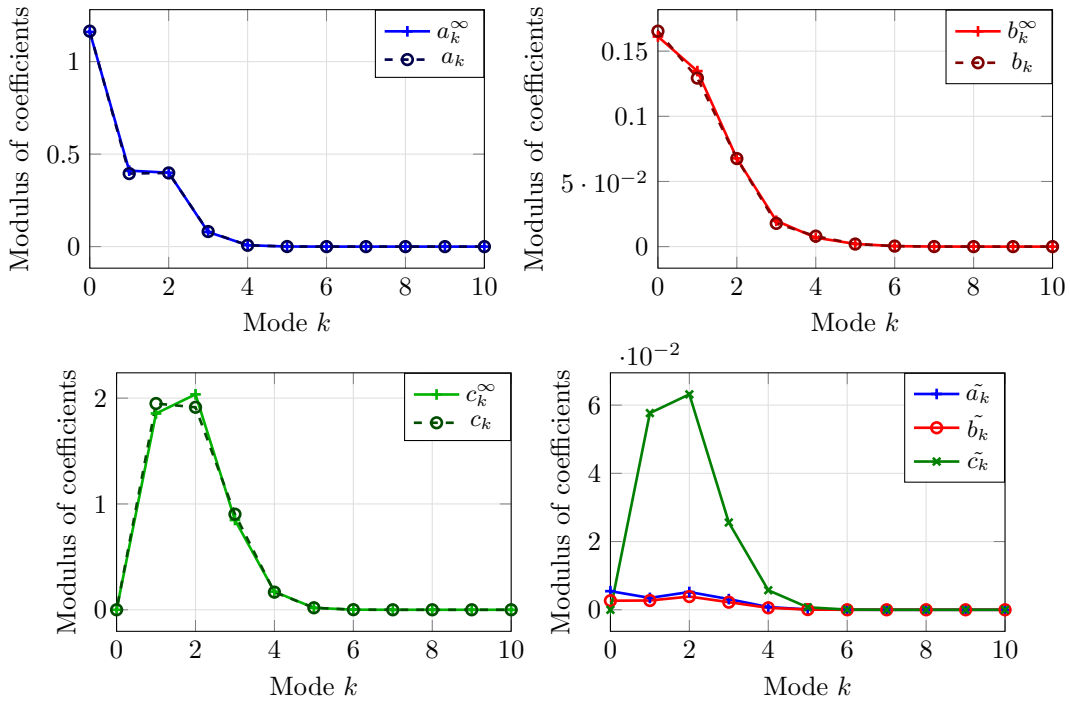 Modulus of coefficients
1
0.5
0
0 2 4 6 8 10
Mode k
a_k^∞
a_k
Modulus of coefficients
0.15
0.1
5 · 10^{−2}
0
0 2 4 6 8 10
Mode k
b_k^∞
b_k
Modulus of coefficients
2
1
0
0 2 4 6 8 10
Mode k
c_k^∞
c_k
Modulus of coefficients
·10^{−2}
6
4
2
0
0 2 4 6 8 10
Mode k
ã_k
b̃_k
c̃_k